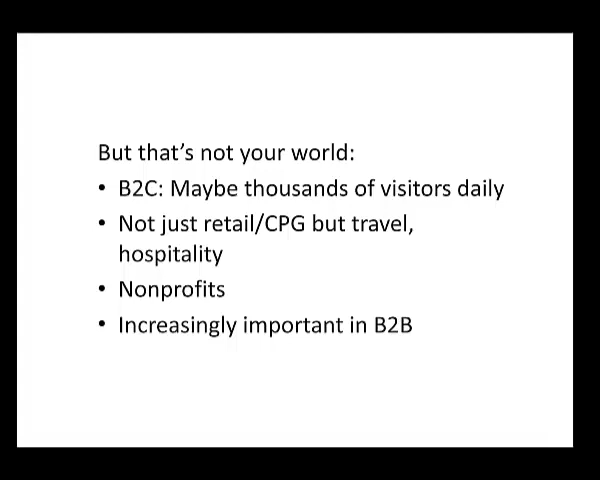 But that’s not your world:
• B2C: Maybe thousands of visitors daily
• Not just retail/CPG but travel,
hospitality
• Nonprofits
• Increasingly important in B2B